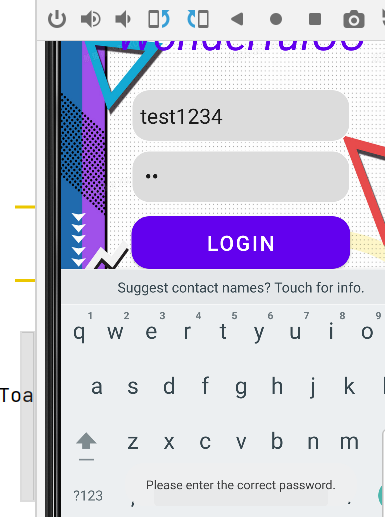 wonderful66
test1234
••
LOGIN
Suggest contact names? Touch for info.
1 2 3 4 5 6 7 8 9
q w e r t y u i o
a s d f g h j k
Toa
z x c v b n m
Please enter the correct password.
?123 , .